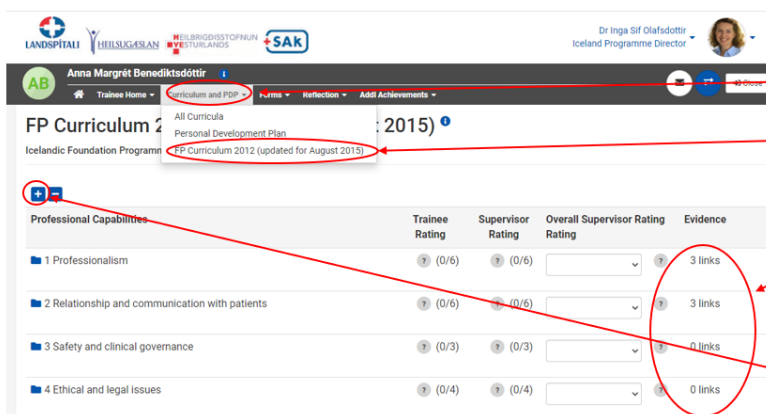 LANDSPÍTALI HEILSUGÆSLAN HEILBRIGÐISSTOFNUN VESTURLANDS +SAk
Dr Inga Sif Olafsdottir
Iceland Programme Director
AB Anna Margrét Benediktsdóttir
Trainee Home Curriculum and PDP Forms Reflection Addl Achievements Close
All Curricula
Personal Development Plan
FP Curriculum 2012 (updated for August 2015)
FP Curriculum 2 : 2015)
Icelandic Foundation Program
+ −
Professional Capabilities Trainee Rating Supervisor Rating Overall Supervisor Rating Rating Evidence
1 Professionalism ? (0/6) ? (0/6) ? 3 links
2 Relationship and communication with patients ? (0/6) ? (0/6) ? 3 links
3 Safety and clinical governance ? (0/3) ? (0/3) ? 0 links
4 Ethical and legal issues ? (0/4) ? (0/4) ? 0 links